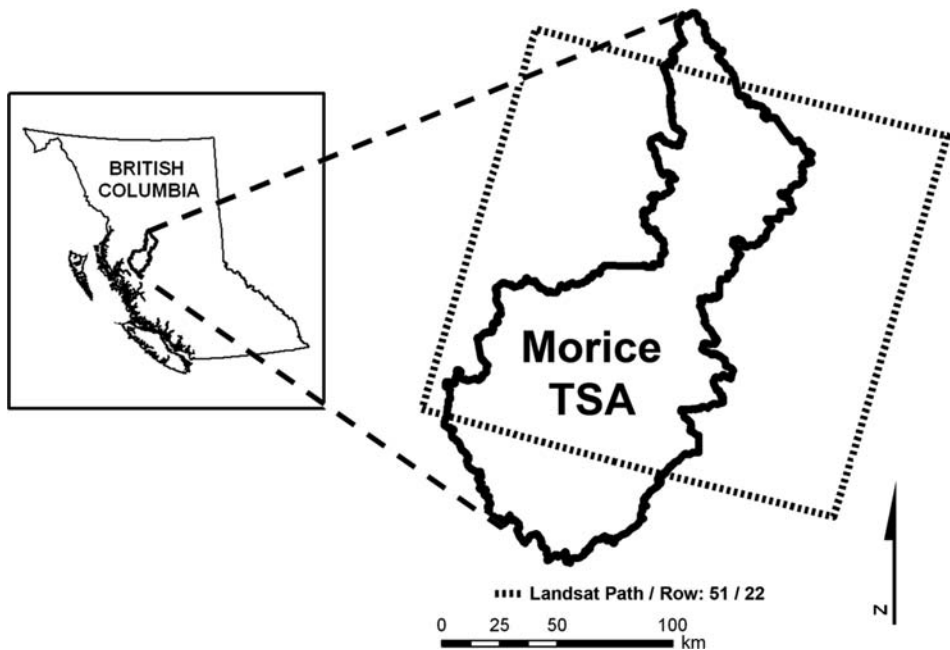 BRITISH
COLUMBIA
Morice
TSA
Landsat Path / Row: 51 / 22
0 25 50 100
km
N